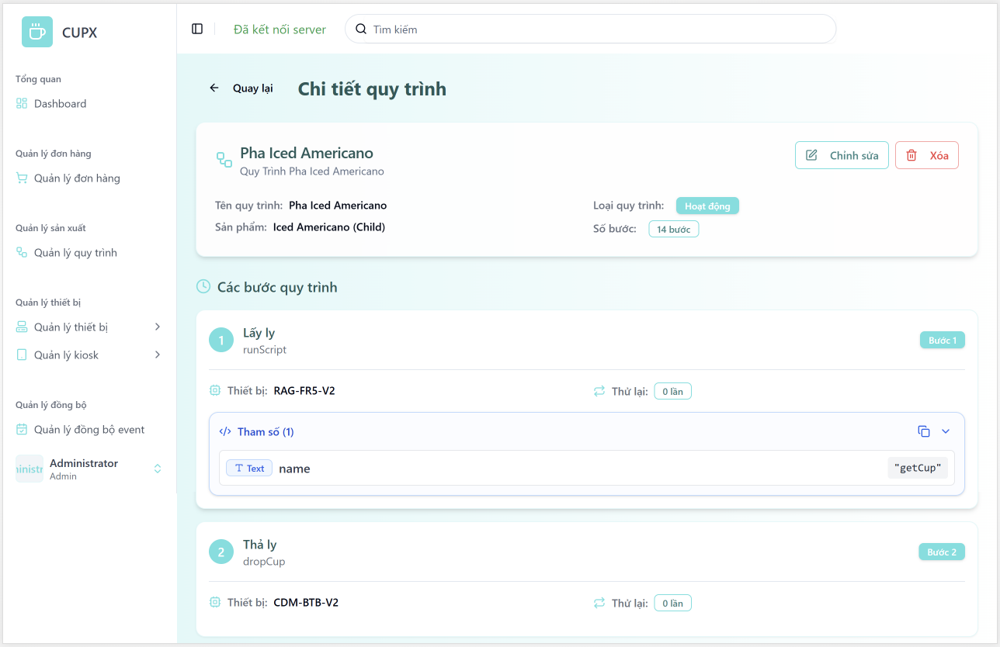 CUPX
Đã kết nối server
Tìm kiếm
Tổng quan
Dashboard
Quản lý đơn hàng
Quản lý đơn hàng
Quản lý sản xuất
Quản lý quy trình
Quản lý thiết bị
Quản lý thiết bị
Quản lý kiosk
Quản lý đồng bộ
Quản lý đồng bộ event
Administrator
Admin
Quay lại
Chi tiết quy trình
Pha Iced Americano
Quy Trình Pha Iced Americano
Chỉnh sửa
Xóa
Tên quy trình: Pha Iced Americano
Loại quy trình: Hoạt động
Sản phẩm: Iced Americano (Child)
Số bước: 14 bước
Các bước quy trình
1
Lấy ly
runScript
Bước 1
Thiết bị: RAG-FR5-V2
Thử lại: 0 lần
Tham số (1)
Text name "getCup"
2
Thả ly
dropCup
Bước 2
Thiết bị: CDM-BTB-V2
Thử lại: 0 lần